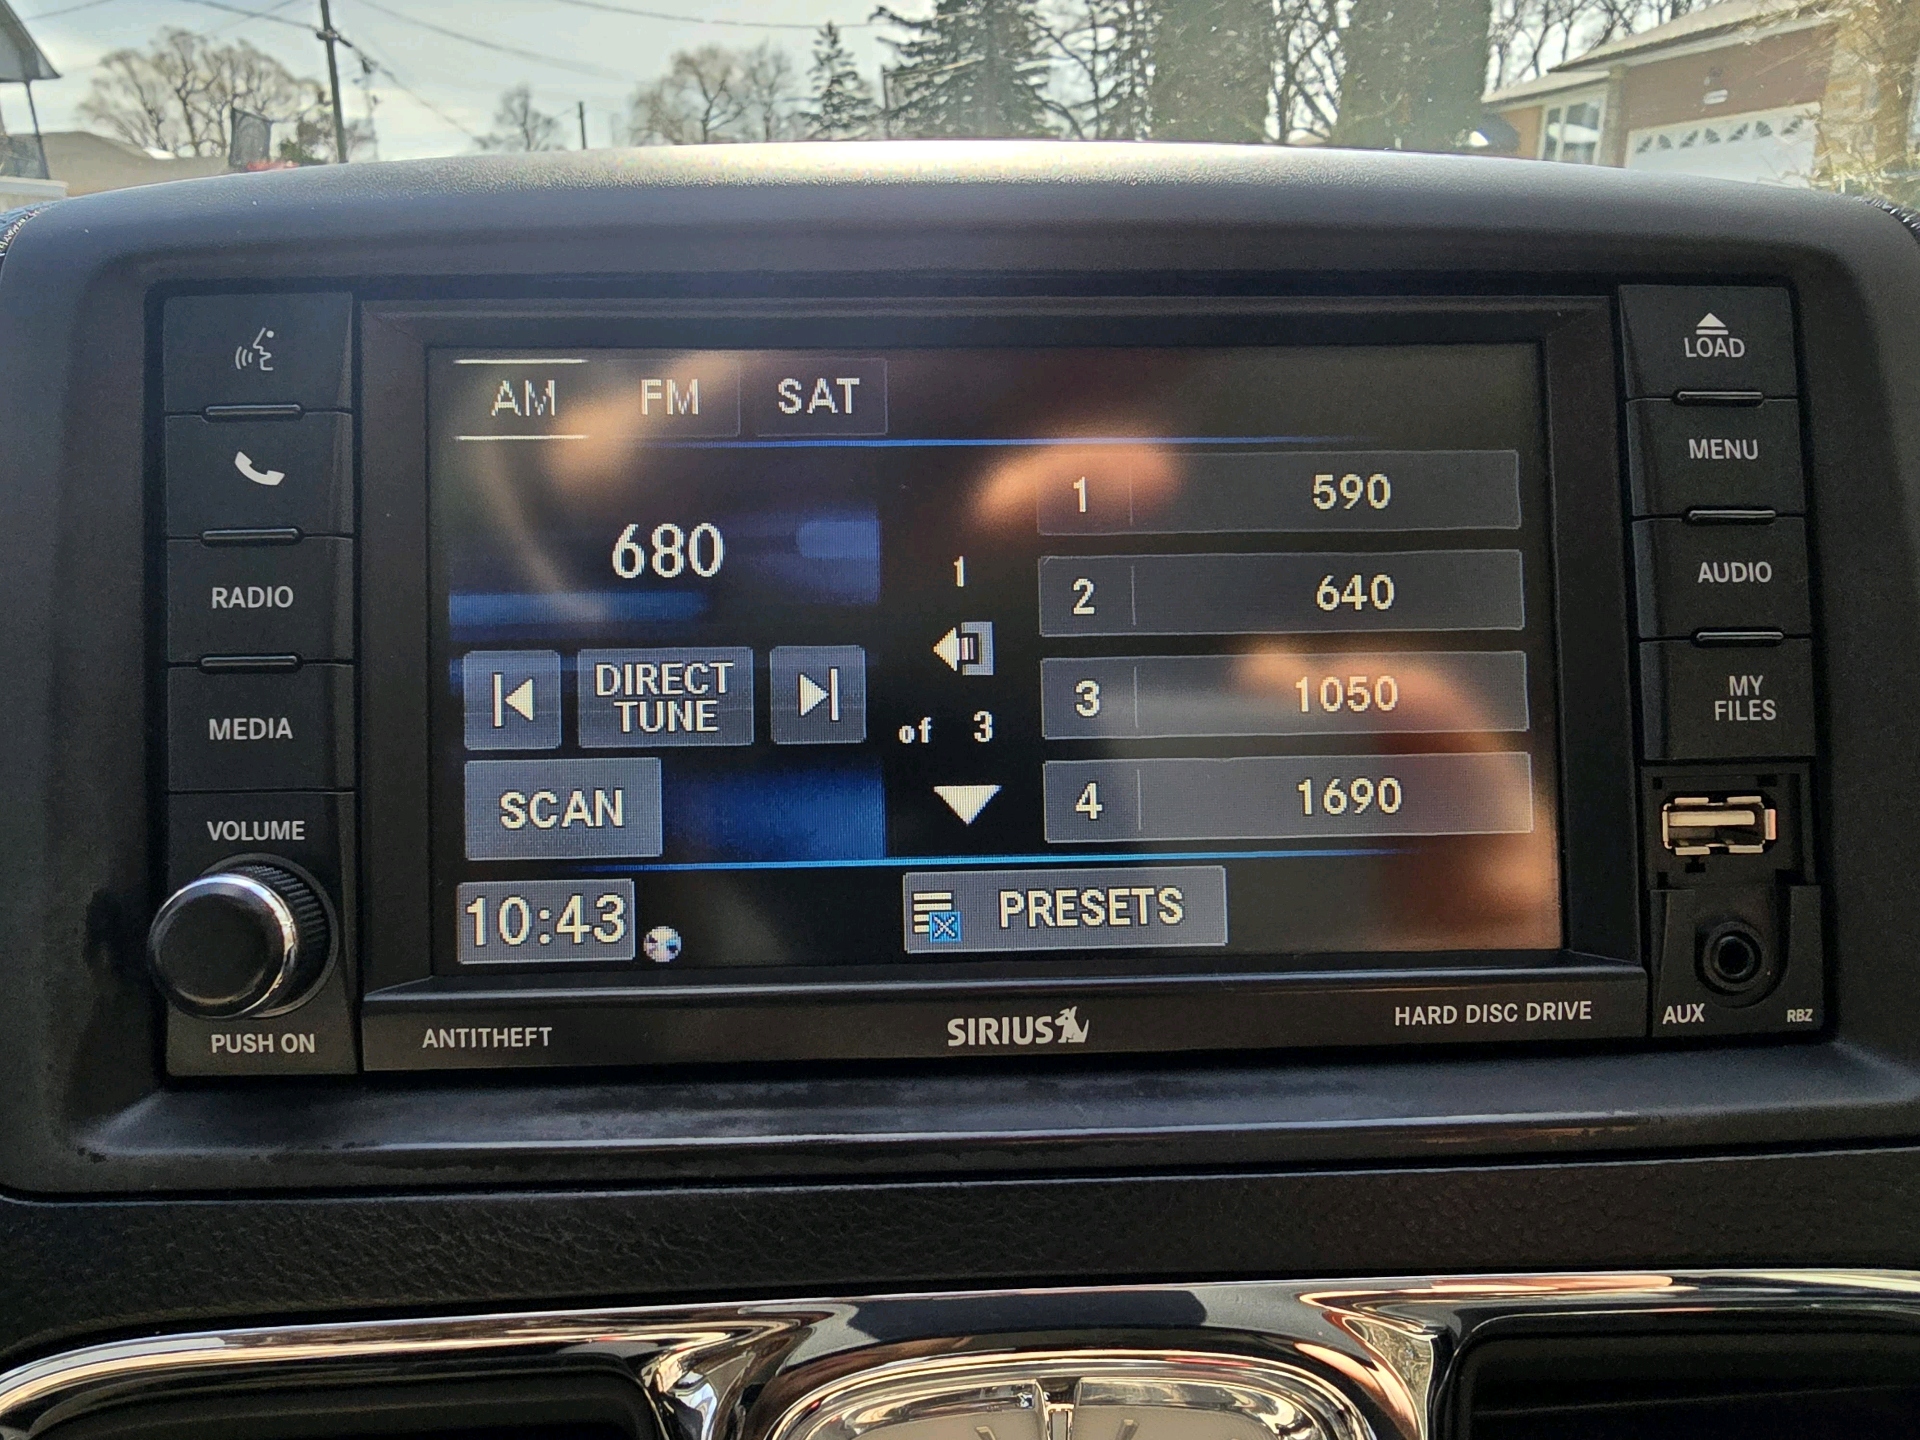 AM FM SAT
680
DIRECT
TUNE
SCAN
10:43
1
of 3
1 590
2 640
3 1050
4 1690
PRESETS
RADIO
MEDIA
VOLUME
PUSH ON
LOAD
MENU
AUDIO
MY
FILES
AUX
RBZ
ANTITHEFT
SIRIUS
HARD DISC DRIVE